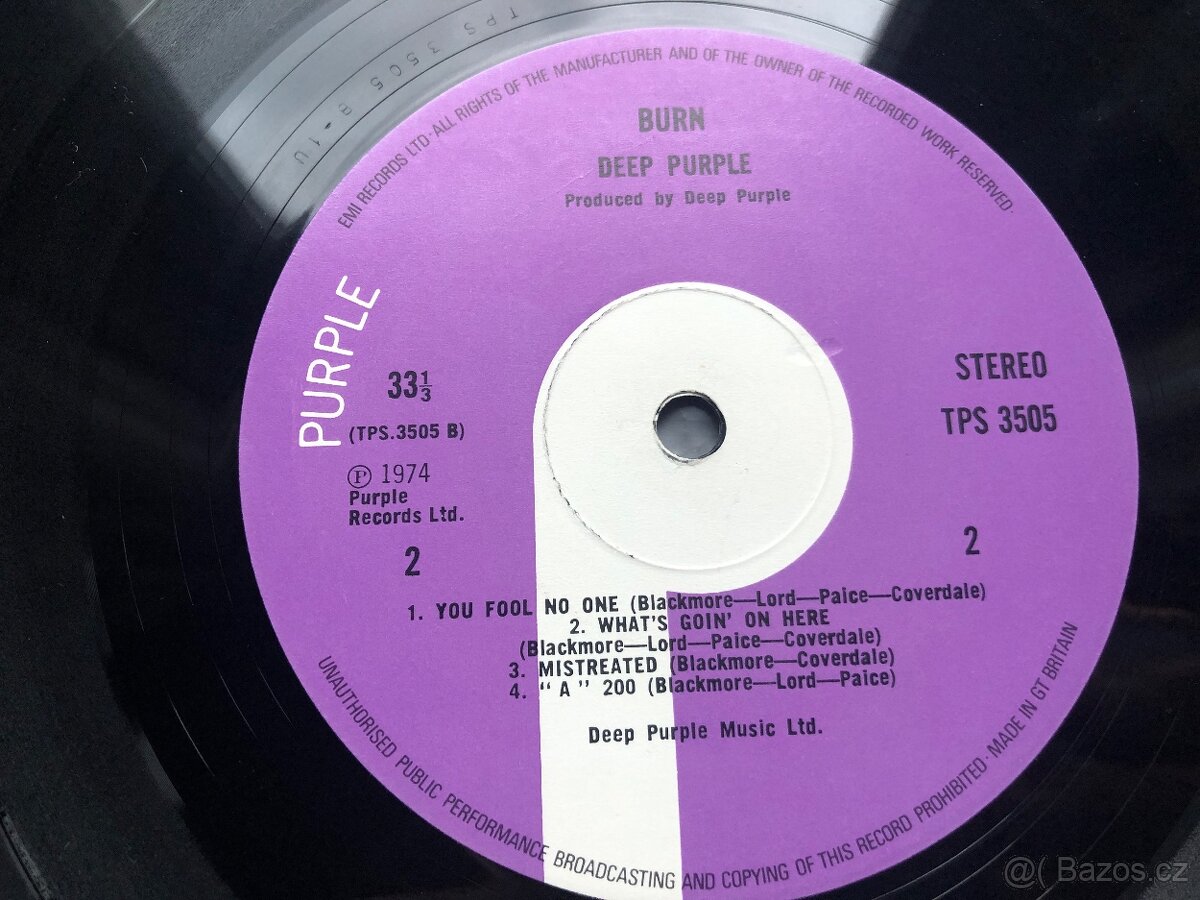 TPS 3505 B-1U
EMI RECORDS LTD·ALL RIGHTS OF THE MANUFACTURER AND OF THE OWNER OF THE RECORDED WORK RESERVED·
BURN
DEEP PURPLE
Produced by Deep Purple
PURPLE
33⅓
(TPS.3505 B)
℗ 1974
Purple
Records Ltd.
2
STEREO
TPS 3505
2
1. YOU FOOL NO ONE (Blackmore—Lord—Paice—Coverdale)
2. WHAT'S GOIN' ON HERE
(Blackmore—Lord—Paice—Coverdale)
3. MISTREATED (Blackmore—Coverdale)
4. "A" 200 (Blackmore—Lord—Paice)
Deep Purple Music Ltd.
UNAUTHORISED PUBLIC PERFORMANCE BROADCASTING AND COPYING OF THIS RECORD PROHIBITED·MADE IN GT BRITAIN
@( Bazos.cz